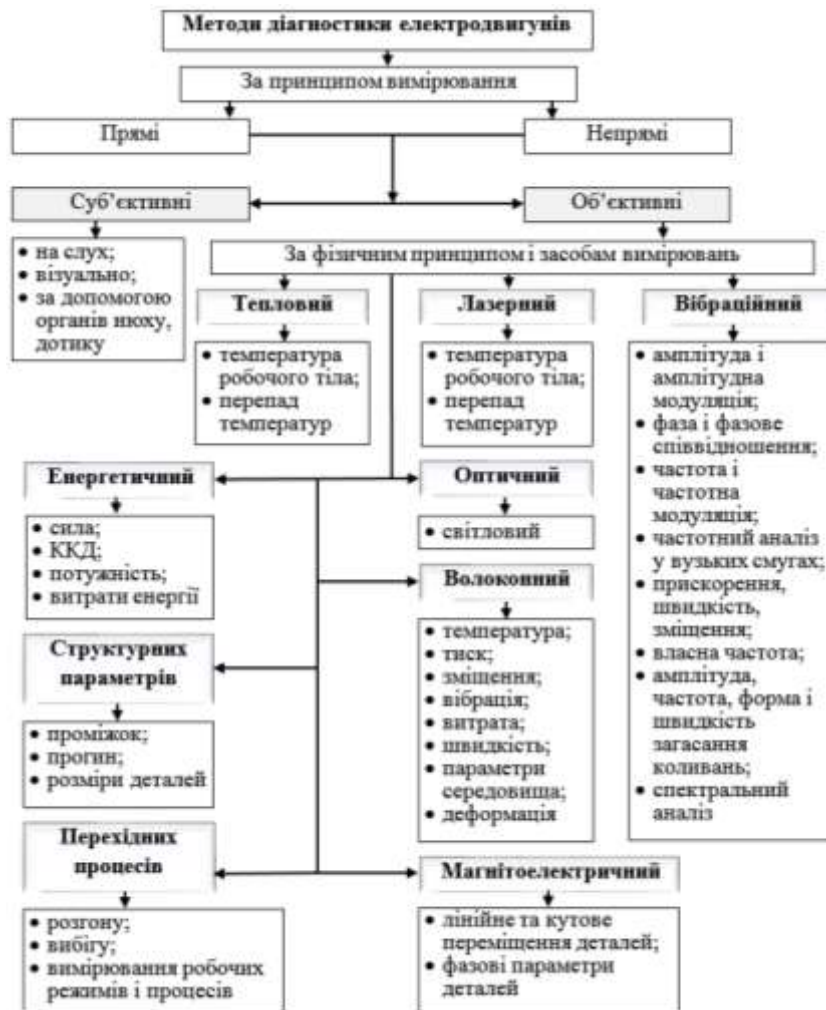 Методи діагностики електродвигунів
За принципом вимірювання
Прямі
Непрямі
Суб’єктивні
Об’єктивні
• на слух;
• візуально;
• за допомогою
органів нюху,
дотику
За фізичним принципом і засобам вимірювань
Тепловий
• температура
робочого тіла;
• перепад
температур
Лазерний
• температура
робочого тіла;
• перепад
температур
Вібраційний
• амплітуда і
амплітудна
модуляція;
• фаза і фазове
співвідношення;
• частота і
частотна
модуляція;
• частотний аналіз
у вузьких смугах;
• прискорення,
швидкість,
зміщення;
• власна частота;
• амплітуда,
частота, форма і
швидкість
загасання
коливань;
• спектральний
аналіз
Енергетичний
• сила;
• ККД;
• потужність;
• витрати енергії
Оптичний
• світловий
Волоконний
• температура;
• тиск;
• зміщення;
• вібрація;
• витрата;
• швидкість;
• параметри
середовища;
• деформація
Структурних
параметрів
• проміжок;
• прогин;
• розміри деталей
Перехідних
процесів
• розгону;
• вибігу;
• вимірювання робочих
режимів і процесів
Магнітоелектричний
• лінійне та кутове
переміщення деталей;
• фазові параметри
деталей